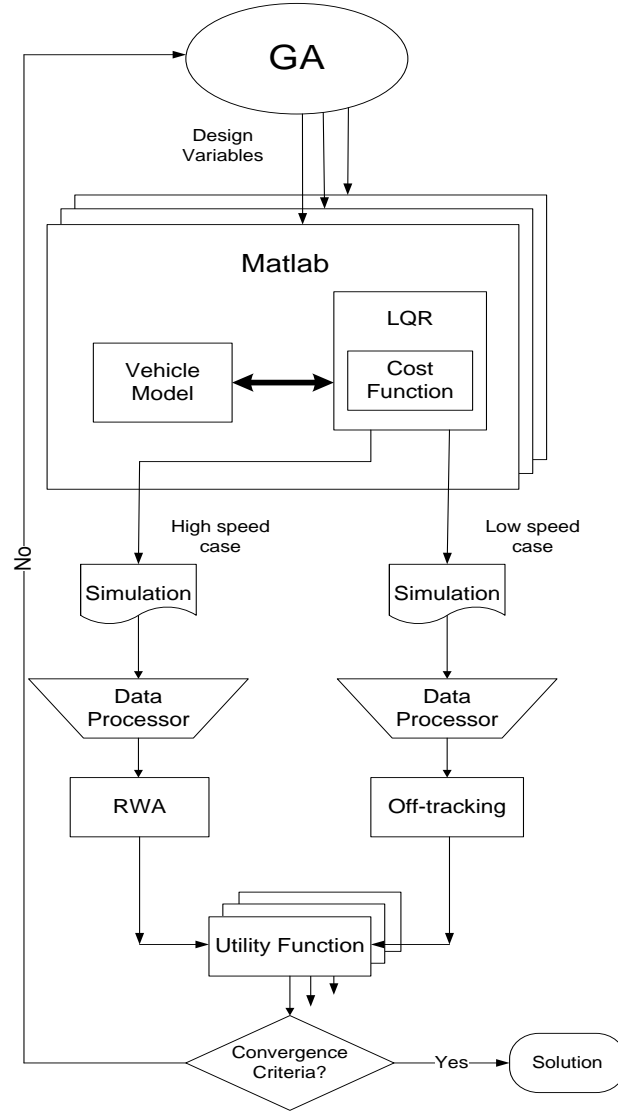 GA
Design
Variables
Matlab
LQR
Vehicle
Model
Cost
Function
High speed
case
Low speed
case
No
Simulation
Simulation
Data
Processor
Data
Processor
RWA
Off-tracking
Utility Function
Convergence
Criteria?
Yes
Solution